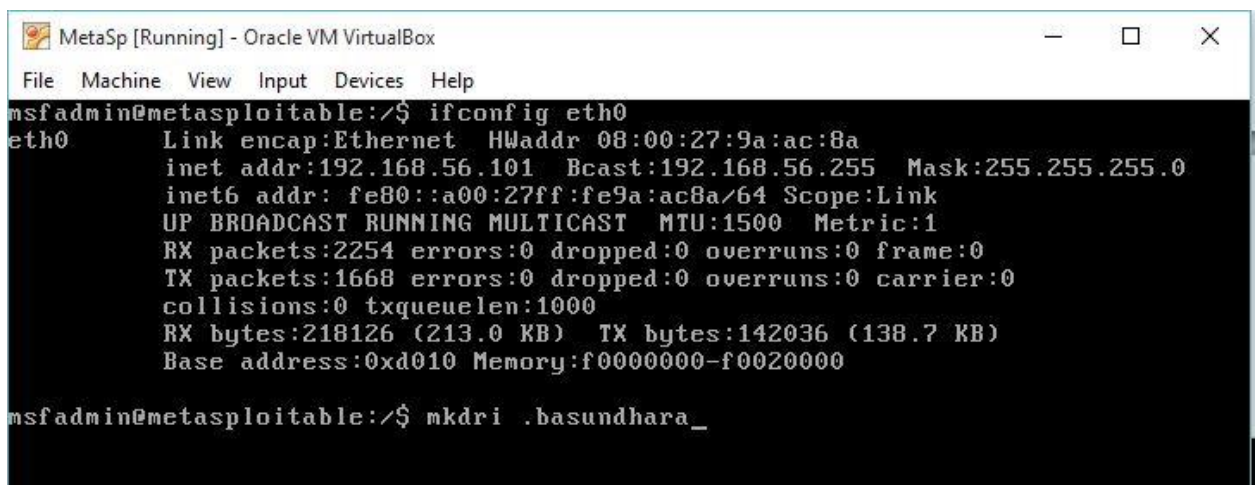 MetaSp [Running] - Oracle VM VirtualBox
File Machine View Input Devices Help
msfadmin@metasploitable:/$ ifconfig eth0
eth0 Link encap:Ethernet HWaddr 08:00:27:9a:ac:8a
inet addr:192.168.56.101 Bcast:192.168.56.255 Mask:255.255.255.0
inet6 addr: fe80::a00:27ff:fe9a:ac8a/64 Scope:Link
UP BROADCAST RUNNING MULTICAST MTU:1500 Metric:1
RX packets:2254 errors:0 dropped:0 overruns:0 frame:0
TX packets:1668 errors:0 dropped:0 overruns:0 carrier:0
collisions:0 txqueuelen:1000
RX bytes:218126 (213.0 KB) TX bytes:142036 (138.7 KB)
Base address:0xd010 Memory:f0000000-f0020000
msfadmin@metasploitable:/$ mkdri .basundhara_